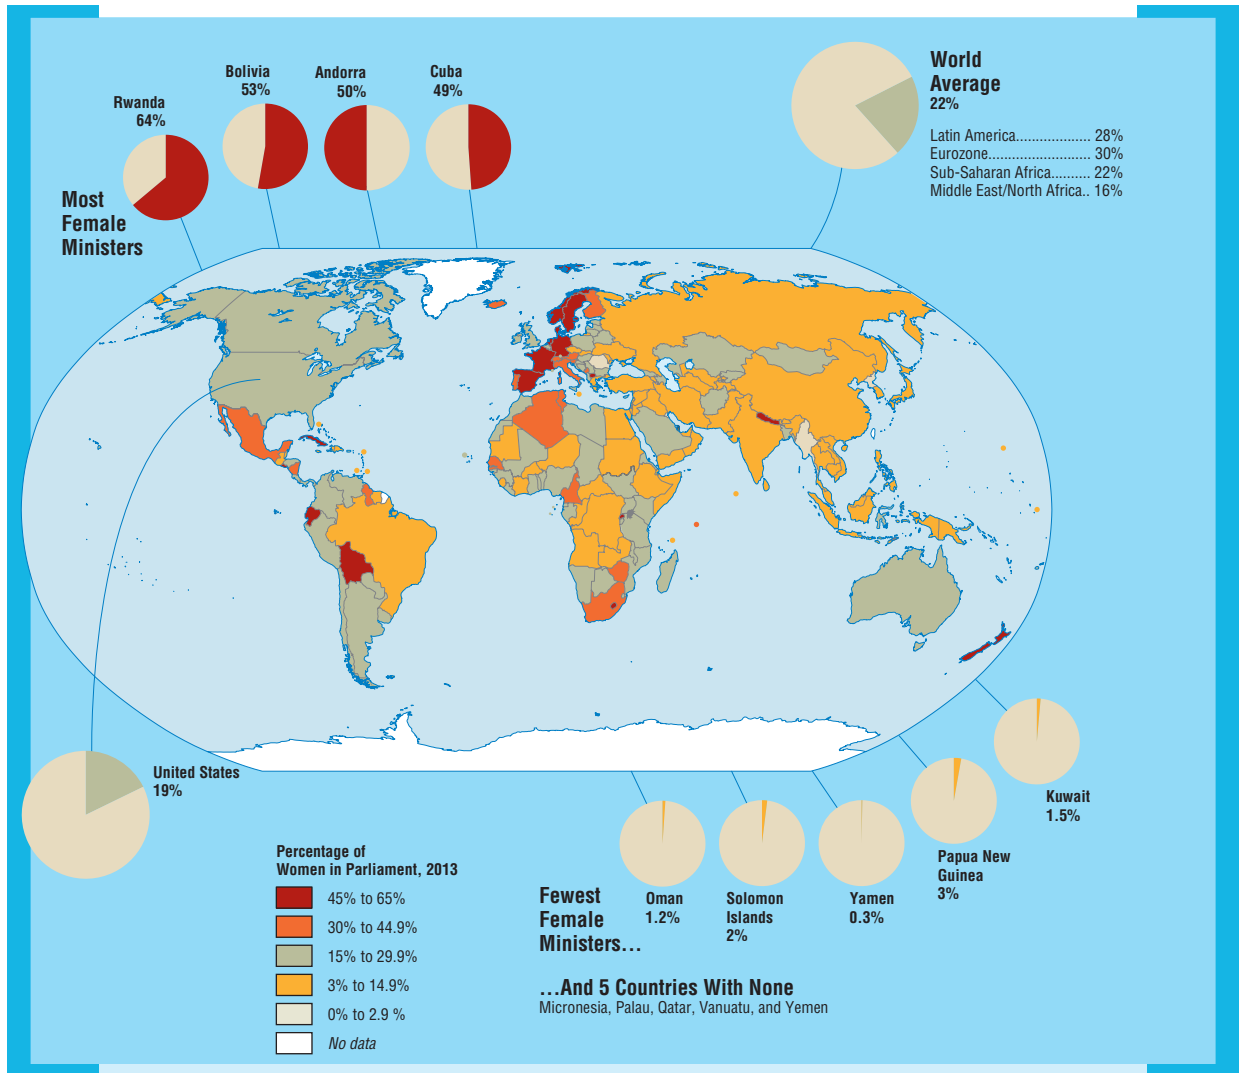 Bolivia
53%
Andorra
50%
Cuba
49%
Rwanda
64%
Most
Female
Ministers
World
Average
22%
Latin America................... 28%
Eurozone.......................... 30%
Sub-Saharan Africa.......... 22%
Middle East/North Africa.. 16%
United States
19%
Kuwait
1.5%
Papua New
Guinea
3%
Percentage of
Women in Parliament, 2013
45% to 65%
30% to 44.9%
15% to 29.9%
3% to 14.9%
0% to 2.9 %
No data
Fewest
Female
Ministers...
Oman
1.2%
Solomon
Islands
2%
Yamen
0.3%
...And 5 Countries With None
Micronesia, Palau, Qatar, Vanuatu, and Yemen